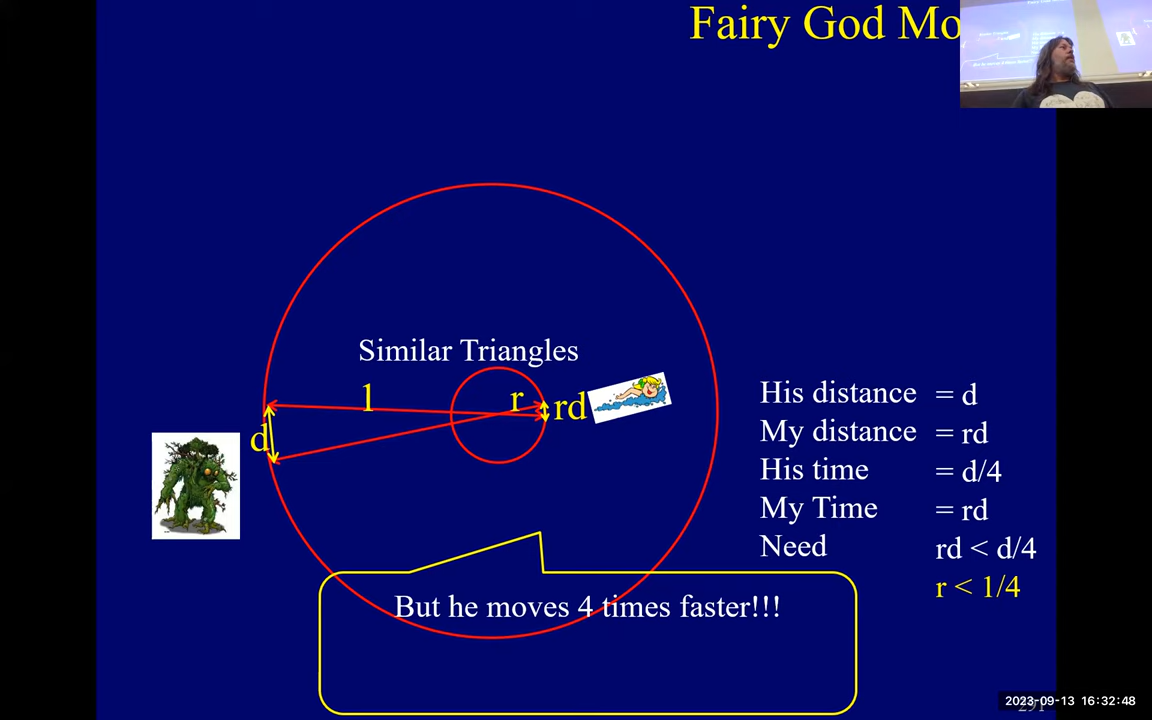 Fairy God Mo
Similar Triangles
1
r
rd
d
His distance = d
My distance = rd
His time = d/4
My Time = rd
Need rd < d/4
r < 1/4
But he moves 4 times faster!!!
2023-09-13 16:32:48